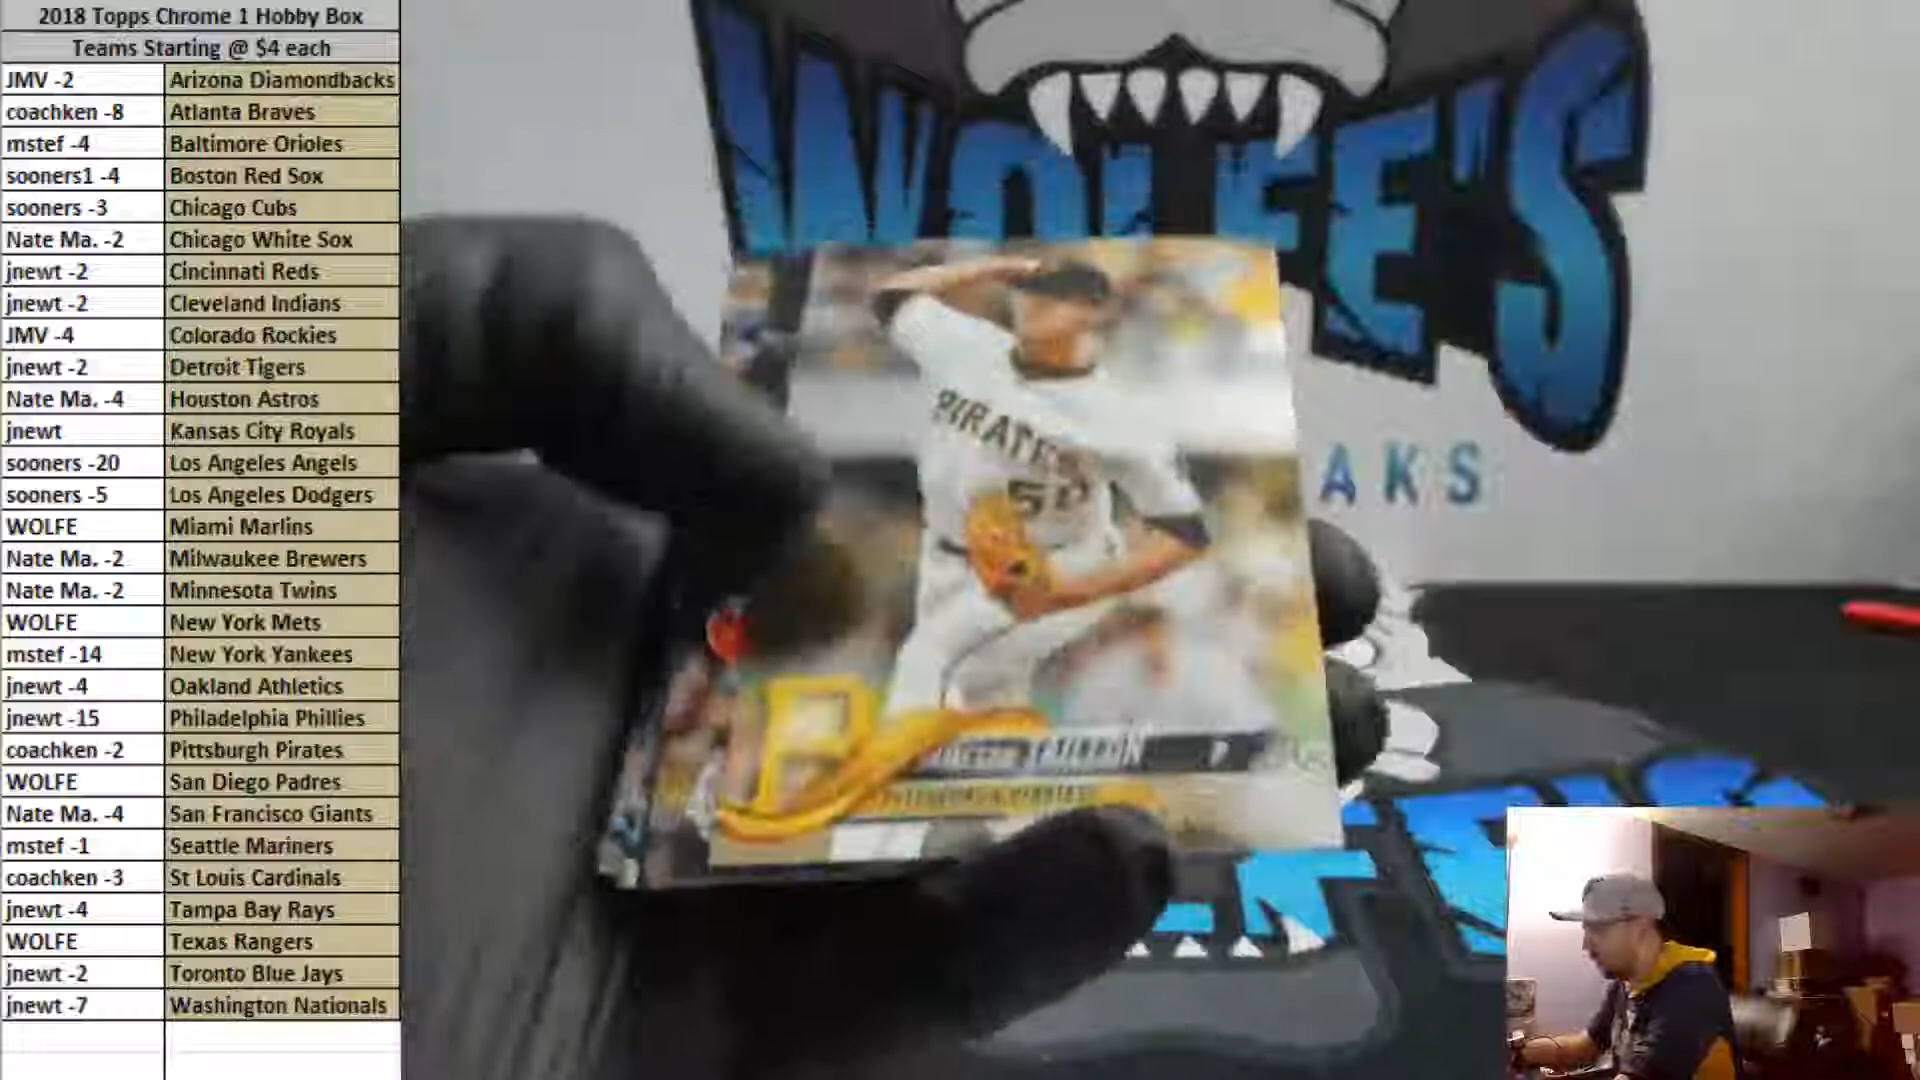 2018 Topps Chrome 1 Hobby Box
Teams Starting @ $4 each
JMV -2 Arizona Diamondbacks
coachken -8 Atlanta Braves
mstef -4 Baltimore Orioles
sooners1 -4 Boston Red Sox
sooners -3 Chicago Cubs
Nate Ma. -2 Chicago White Sox
jnewt -2 Cincinnati Reds
jnewt -2 Cleveland Indians
JMV -4 Colorado Rockies
jnewt -2 Detroit Tigers
Nate Ma. -4 Houston Astros
jnewt Kansas City Royals
sooners -20 Los Angeles Angels
sooners -5 Los Angeles Dodgers
WOLFE Miami Marlins
Nate Ma. -2 Milwaukee Brewers
Nate Ma. -2 Minnesota Twins
WOLFE New York Mets
mstef -14 New York Yankees
jnewt -4 Oakland Athletics
jnewt -15 Philadelphia Phillies
coachken -2 Pittsburgh Pirates
WOLFE San Diego Padres
Nate Ma. -4 San Francisco Giants
mstef -1 Seattle Mariners
coachken -3 St Louis Cardinals
jnewt -4 Tampa Bay Rays
WOLFE Texas Rangers
jnewt -2 Toronto Blue Jays
jnewt -7 Washington Nationals
WOLFE'S
AKS
PIRATES
P
PITTSBURGH PIRATES